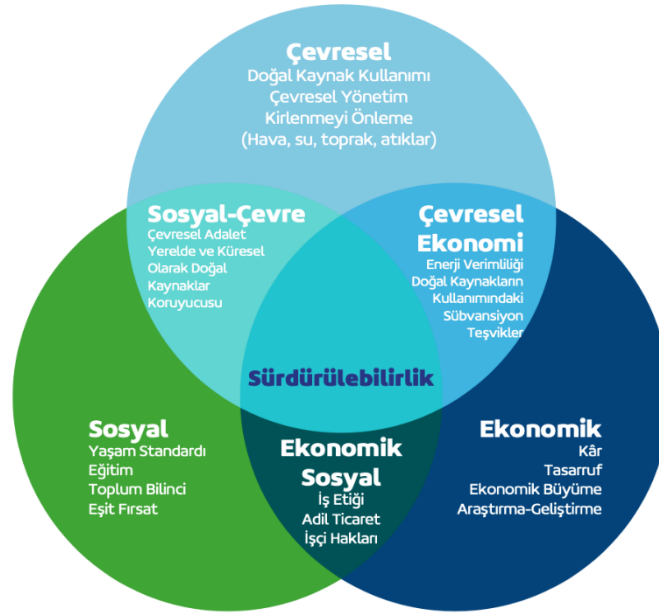 Çevresel
Doğal Kaynak Kullanımı
Çevresel Yönetim
Kirlenmeyi Önleme
(Hava, su, toprak, atıklar)
Sosyal-Çevre
Çevresel Adalet
Yerelde ve Küresel
Olarak Doğal
Kaynaklar
Koruyucusu
Çevresel
Ekonomi
Enerji Verimliliği
Doğal Kaynakların
Kullanımındaki
Sübvansiyon
Teşvikler
Sürdürülebilirlik
Sosyal
Yaşam Standardı
Eğitim
Toplum Bilinci
Eşit Fırsat
Ekonomik
Sosyal
İş Etiği
Adil Ticaret
İşçi Hakları
Ekonomik
Kâr
Tasarruf
Ekonomik Büyüme
Araştırma-Geliştirme